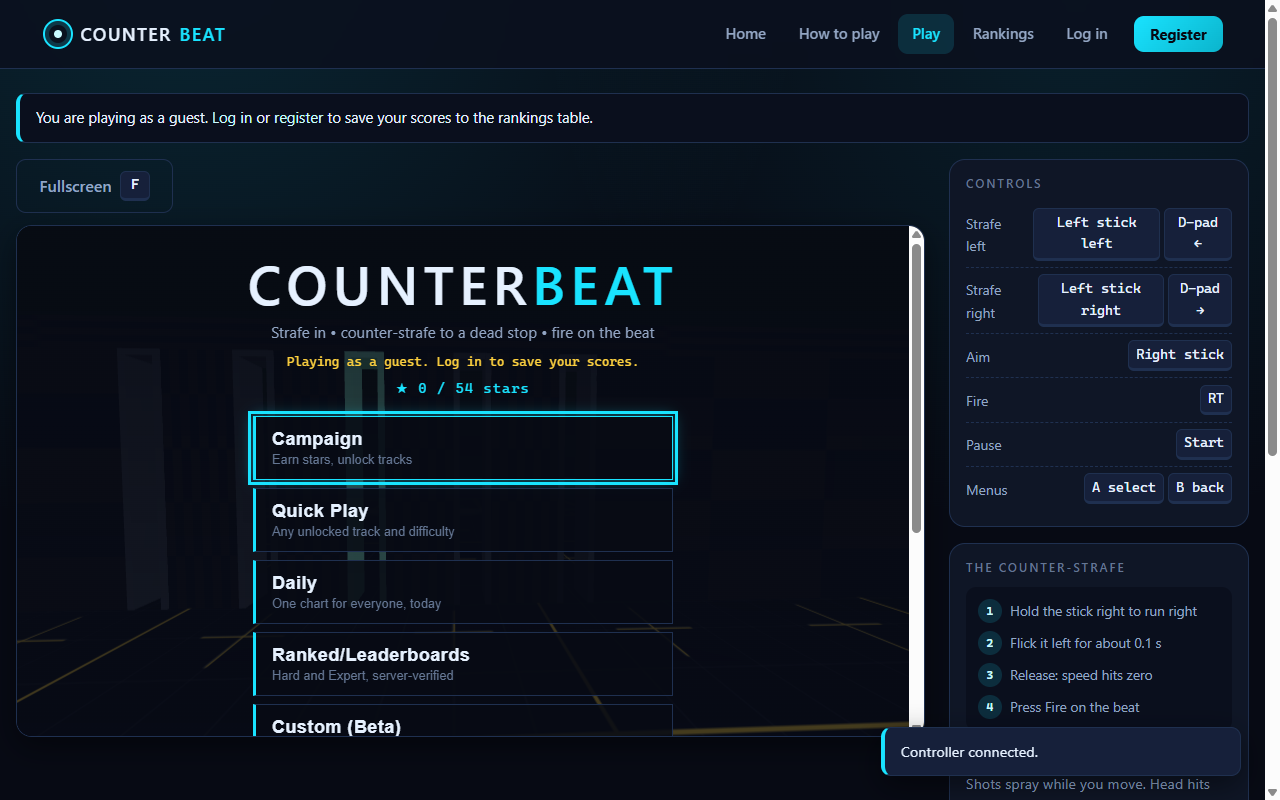 COUNTER BEAT
Home
How to play
Play
Rankings
Log in
Register
You are playing as a guest. Log in or register to save your scores to the rankings table.
Fullscreen F
COUNTERBEAT
Strafe in • counter-strafe to a dead stop • fire on the beat
Playing as a guest. Log in to save your scores.
★ 0 / 54 stars
Campaign
Earn stars, unlock tracks
Quick Play
Any unlocked track and difficulty
Daily
One chart for everyone, today
Ranked/Leaderboards
Hard and Expert, server-verified
Custom (Beta)
CONTROLS
Strafe left
Left stick left
D-pad ←
Strafe right
Left stick right
D-pad →
Aim
Right stick
Fire
RT
Pause
Start
Menus
A select
B back
THE COUNTER-STRAFE
1 Hold the stick right to run right
2 Flick it left for about 0.1 s
3 Release: speed hits zero
4 Press Fire on the beat
Controller connected.
Shots spray while you move. Head hits